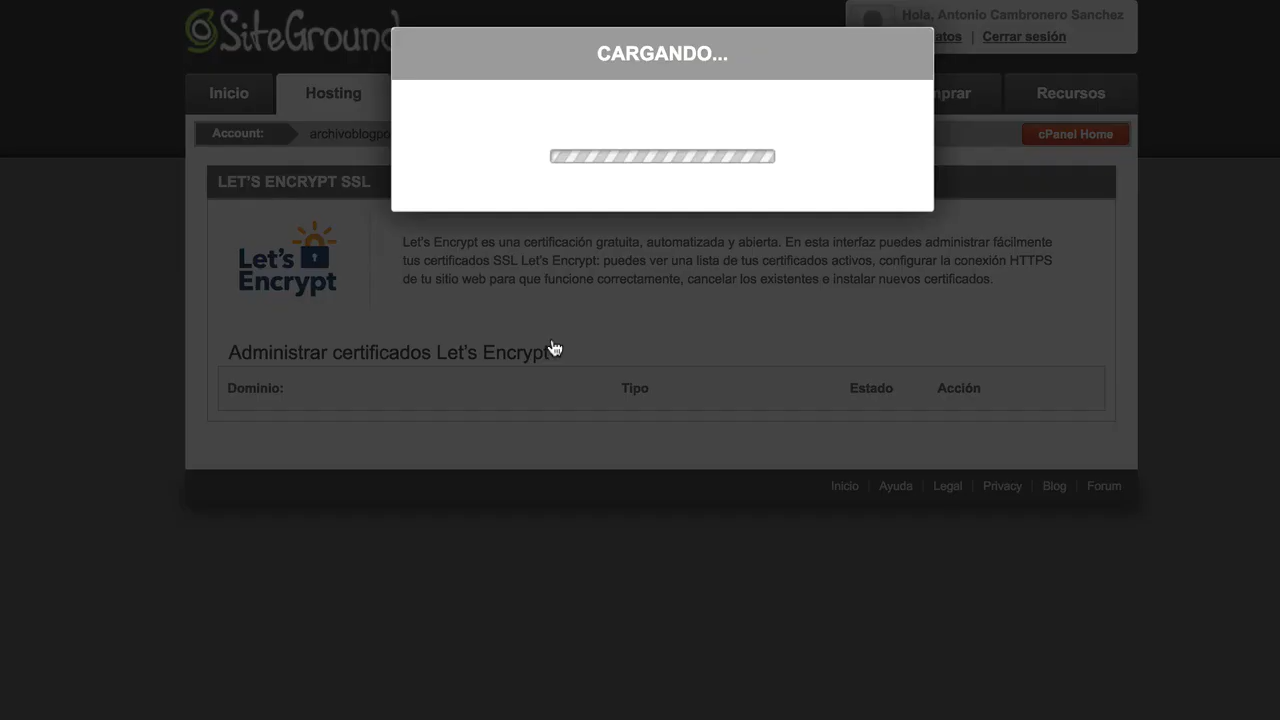 SiteGround
Hola, Antonio Cambronero Sanchez
atos | Cerrar sesión
CARGANDO...
Inicio
Hosting
mprar
Recursos
Account:
archivoblogpo
cPanel Home
LET'S ENCRYPT SSL
Let's
Encrypt
Let's Encrypt es una certificación gratuita, automatizada y abierta. En esta interfaz puedes administrar fácilmente
tus certificados SSL Let's Encrypt: puedes ver una lista de tus certificados activos, configurar la conexión HTTPS
de tu sitio web para que funcione correctamente, cancelar los existentes e instalar nuevos certificados.
Administrar certificados Let's Encrypt
Dominio: Tipo Estado Acción
Inicio | Ayuda | Legal | Privacy | Blog | Forum